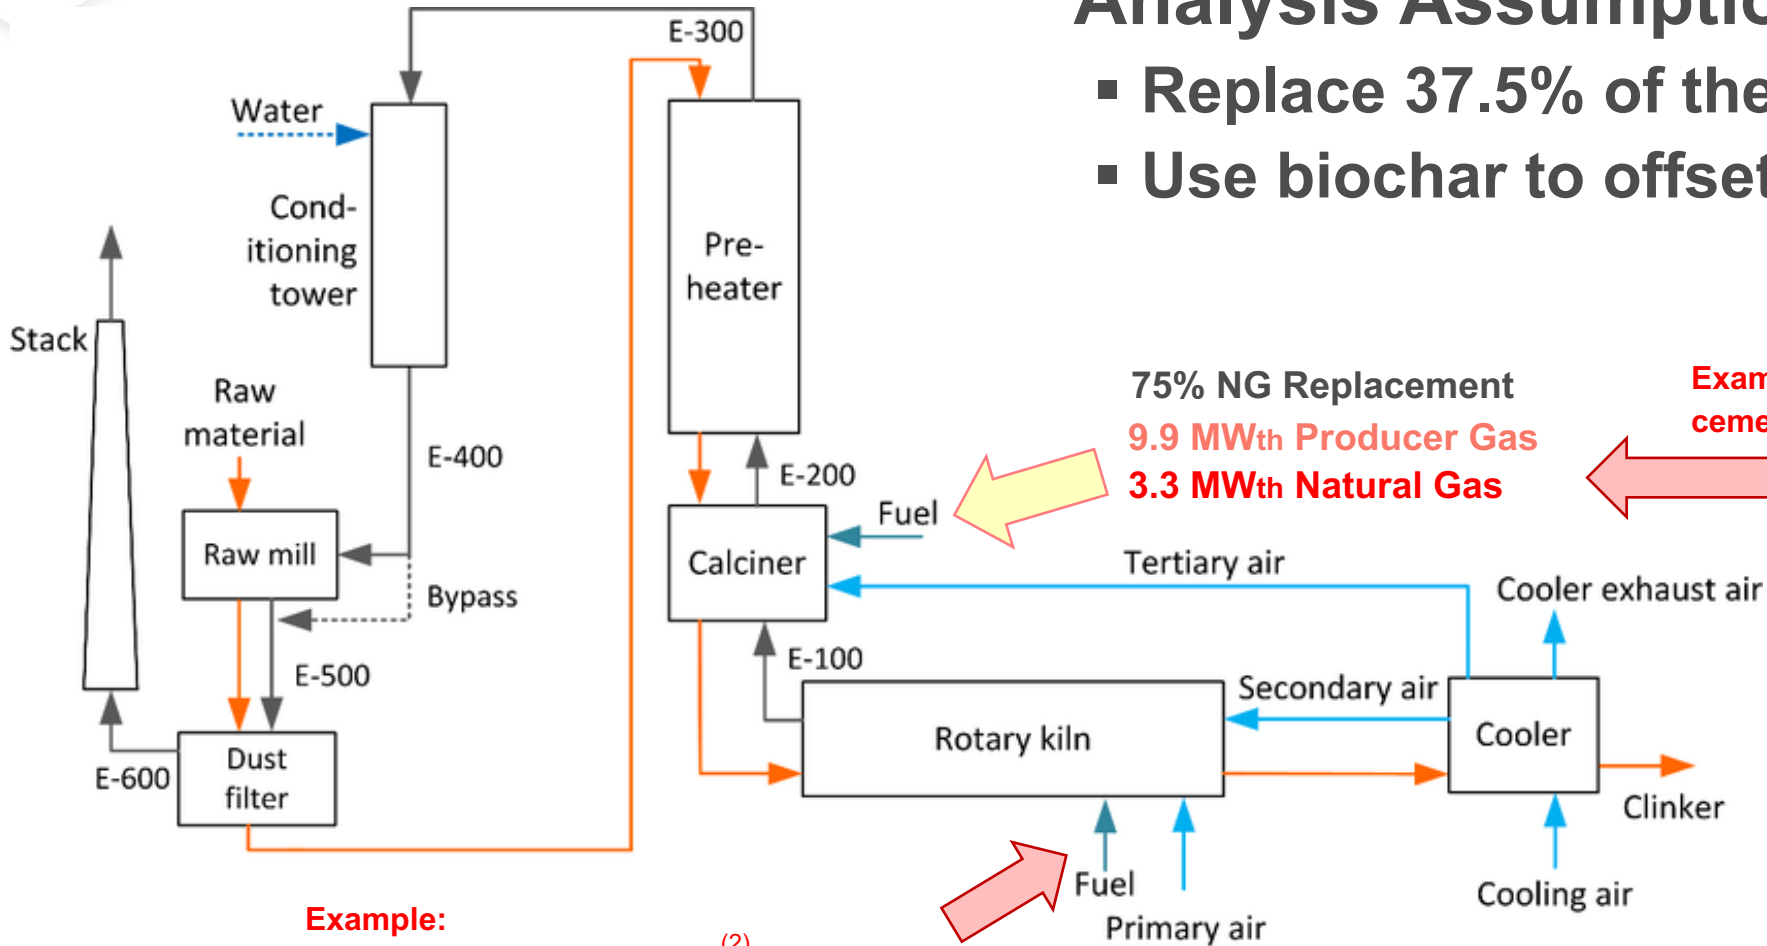 Analysis Assumptio
▪ Replace 37.5% of the
▪ Use biochar to offset
E-300
Water
Cond-
itioning
tower
Pre-
heater
Stack
Raw
material
E-400
E-200
75% NG Replacement
9.9 MWth Producer Gas
3.3 MWth Natural Gas
Exam
ceme
Fuel
Raw mill
Calciner
Tertiary air
Bypass
Cooler exhaust air
E-100
E-500
Secondary air
Rotary kiln
Cooler
E-600
Dust
filter
Clinker
Fuel
Primary air
Cooling air
Example:
(2)